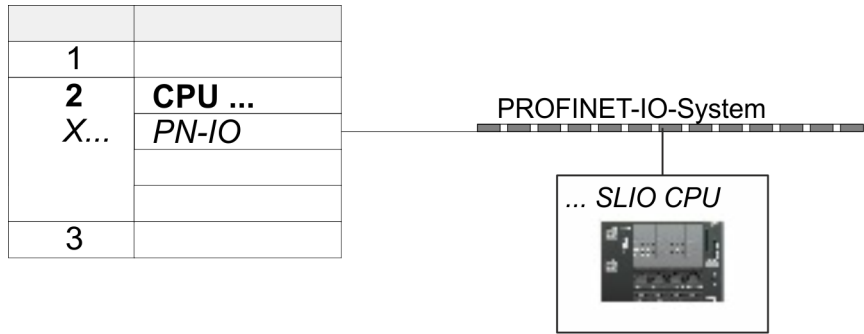 1
2 CPU ...
X... PN-IO
3
PROFINET-IO-System
... SLIO CPU